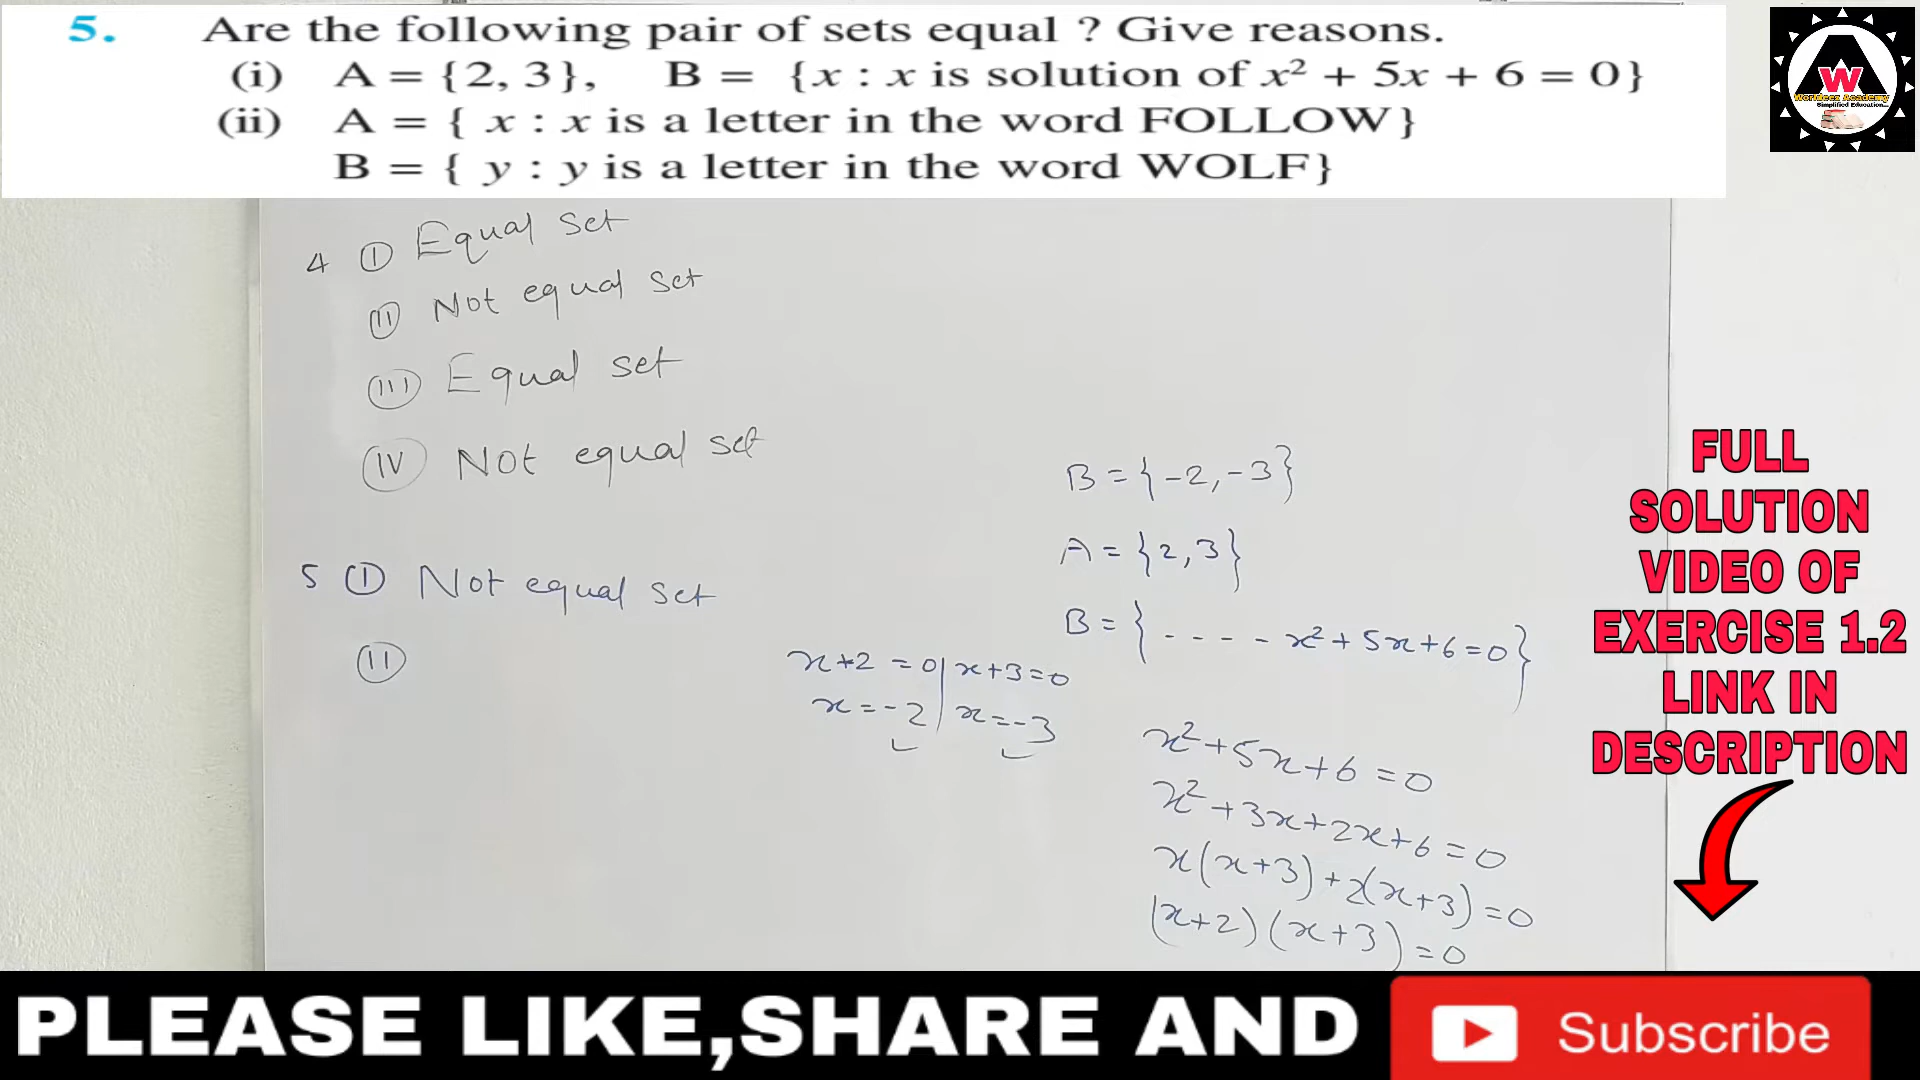 5. Are the following pair of sets equal ? Give reasons.
(i) A = {2, 3}, B = {x : x is solution of x² + 5x + 6 = 0}
(ii) A = { x : x is a letter in the word FOLLOW}
B = { y : y is a letter in the word WOLF}
W
Worldeez Academy
Simplified Education...
4 (I) Equal set
(II) Not equal set
(III) Equal set
(IV) Not equal set
5 (I) Not equal set
(II)
B = {-2, -3}
A = {2, 3}
B = { - - - - x² + 5x + 6 = 0}
x+2 = 0 | x+3 = 0
x = -2 | x = -3
x² + 5x + 6 = 0
x² + 3x + 2x + 6 = 0
x(x+3) + 2(x+3) = 0
(x+2) (x+3) = 0
FULL
SOLUTION
VIDEO OF
EXERCISE 1.2
LINK IN
DESCRIPTION
PLEASE LIKE,SHARE AND Subscribe